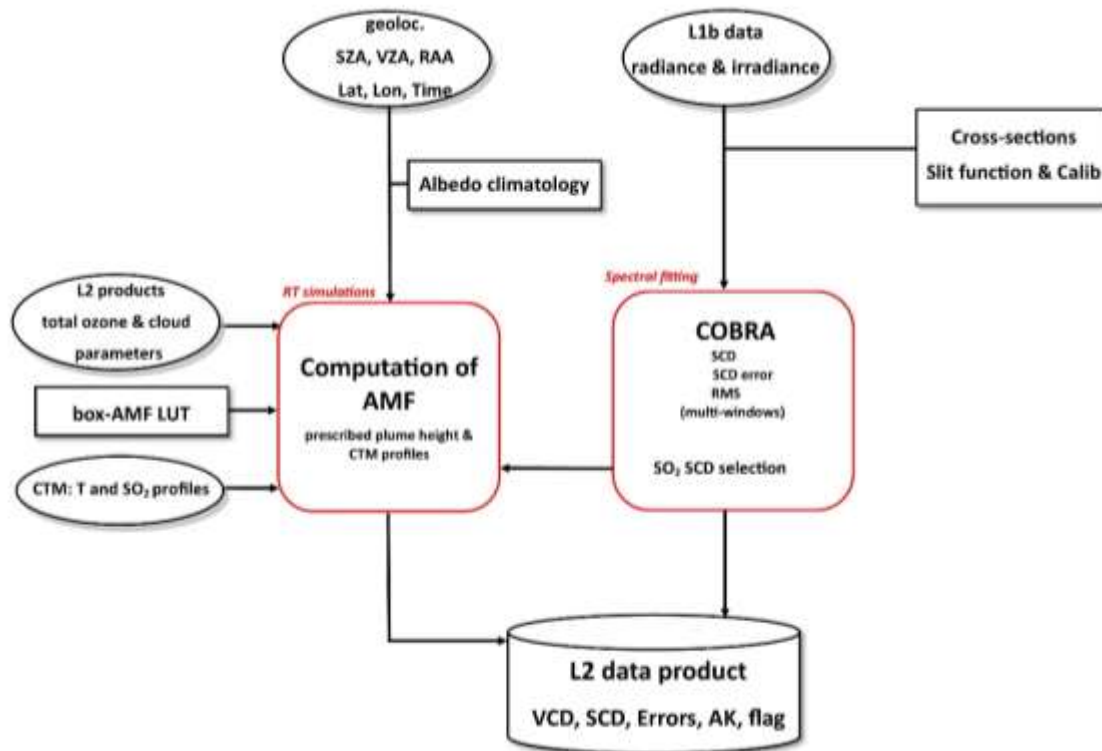 geoloc.
SZA, VZA, RAA
Lat, Lon, Time
L1b data
radiance & irradiance
Cross-sections
Slit function & Calib
Albedo climatology
L2 products
total ozone & cloud
parameters
box-AMF LUT
CTM: T and SO₂ profiles
RT simulations
Computation of
AMF
prescribed plume height &
CTM profiles
Spectral fitting
COBRA
SCD
SCD error
RMS
(multi-windows)
SO₂ SCD selection
L2 data product
VCD, SCD, Errors, AK, flag